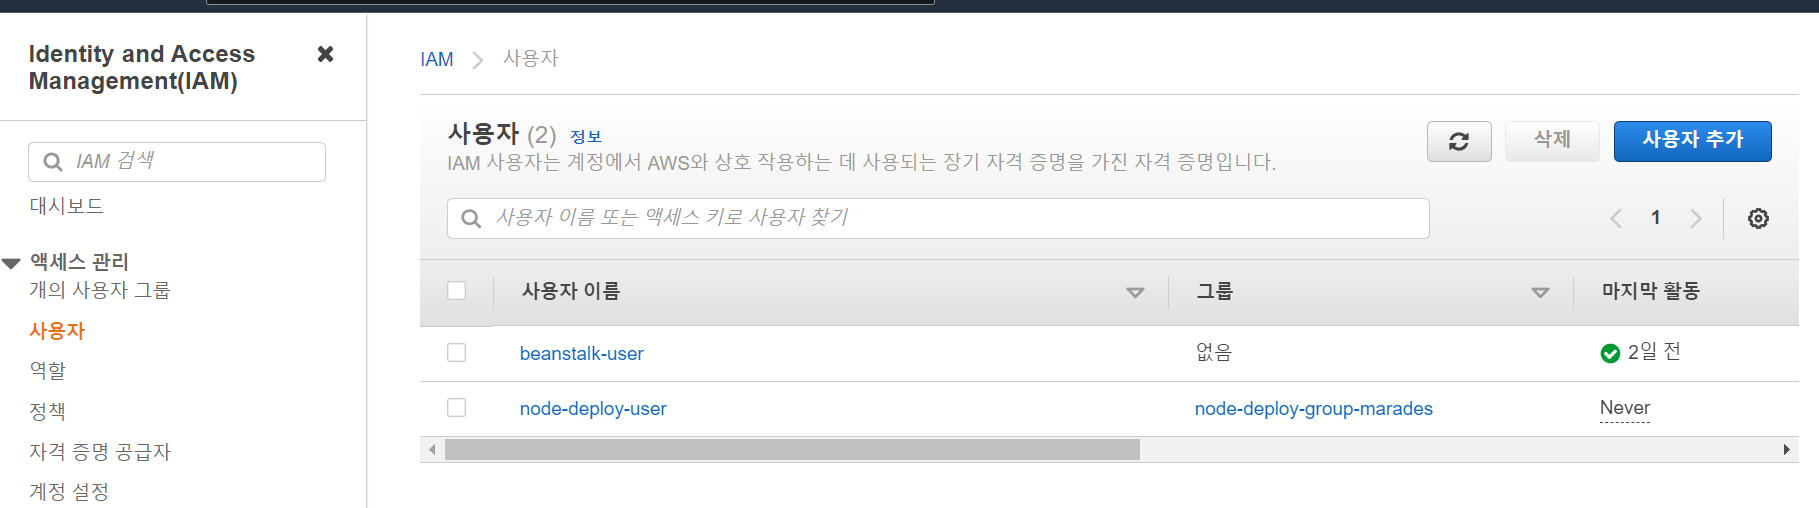 Identity and Access
Management(IAM)
IAM 검색
대시보드
액세스 관리
개의 사용자 그룹
사용자
역할
정책
자격 증명 공급자
계정 설정
IAM 사용자
사용자 (2) 정보
IAM 사용자는 계정에서 AWS와 상호 작용하는 데 사용되는 장기 자격 증명을 가진 자격 증명입니다.
삭제
사용자 추가
사용자 이름 또는 액세스 키로 사용자 찾기
1
사용자 이름 그룹 마지막 활동
beanstalk-user 없음 2일 전
node-deploy-user node-deploy-group-marades Never